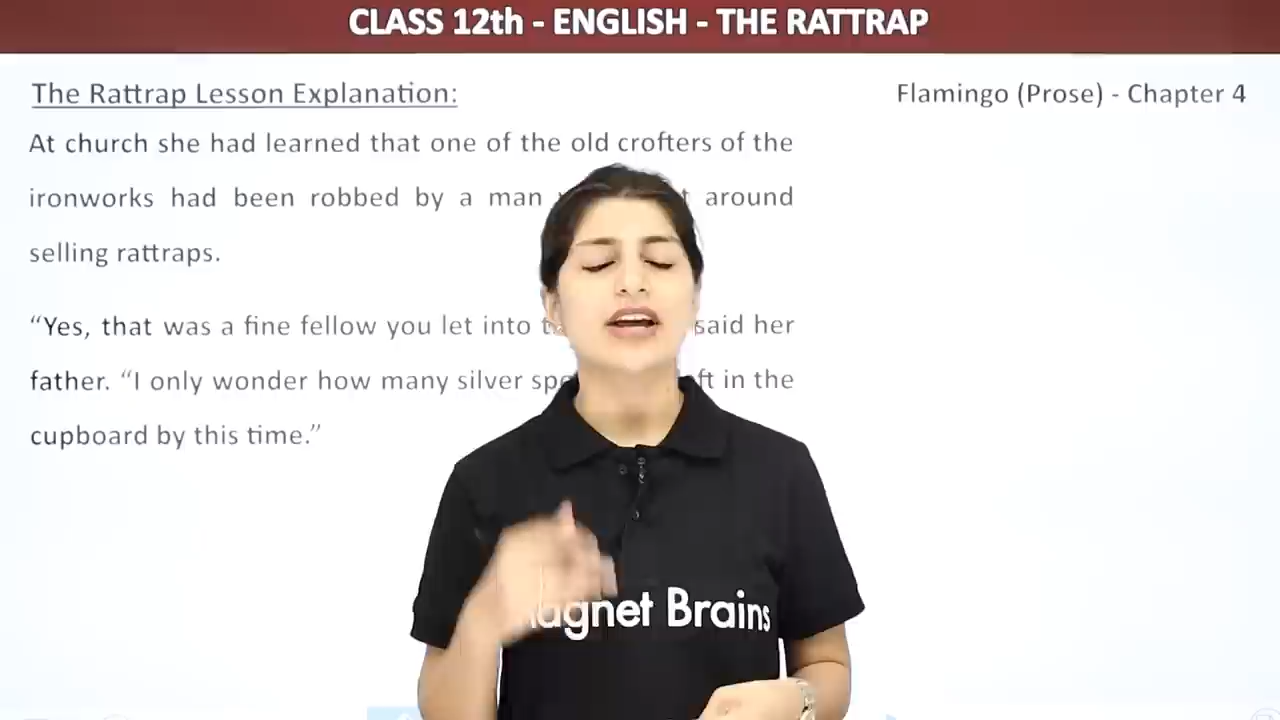 CLASS 12th - ENGLISH - THE RATTRAP
The Rattrap Lesson Explanation:
Flamingo (Prose) - Chapter 4
At church she had learned that one of the old crofters of the
ironworks had been robbed by a man around
selling rattraps.
“Yes, that was a fine fellow you let into said her
father. “I only wonder how many silver in the
cupboard by this time.”
Brains